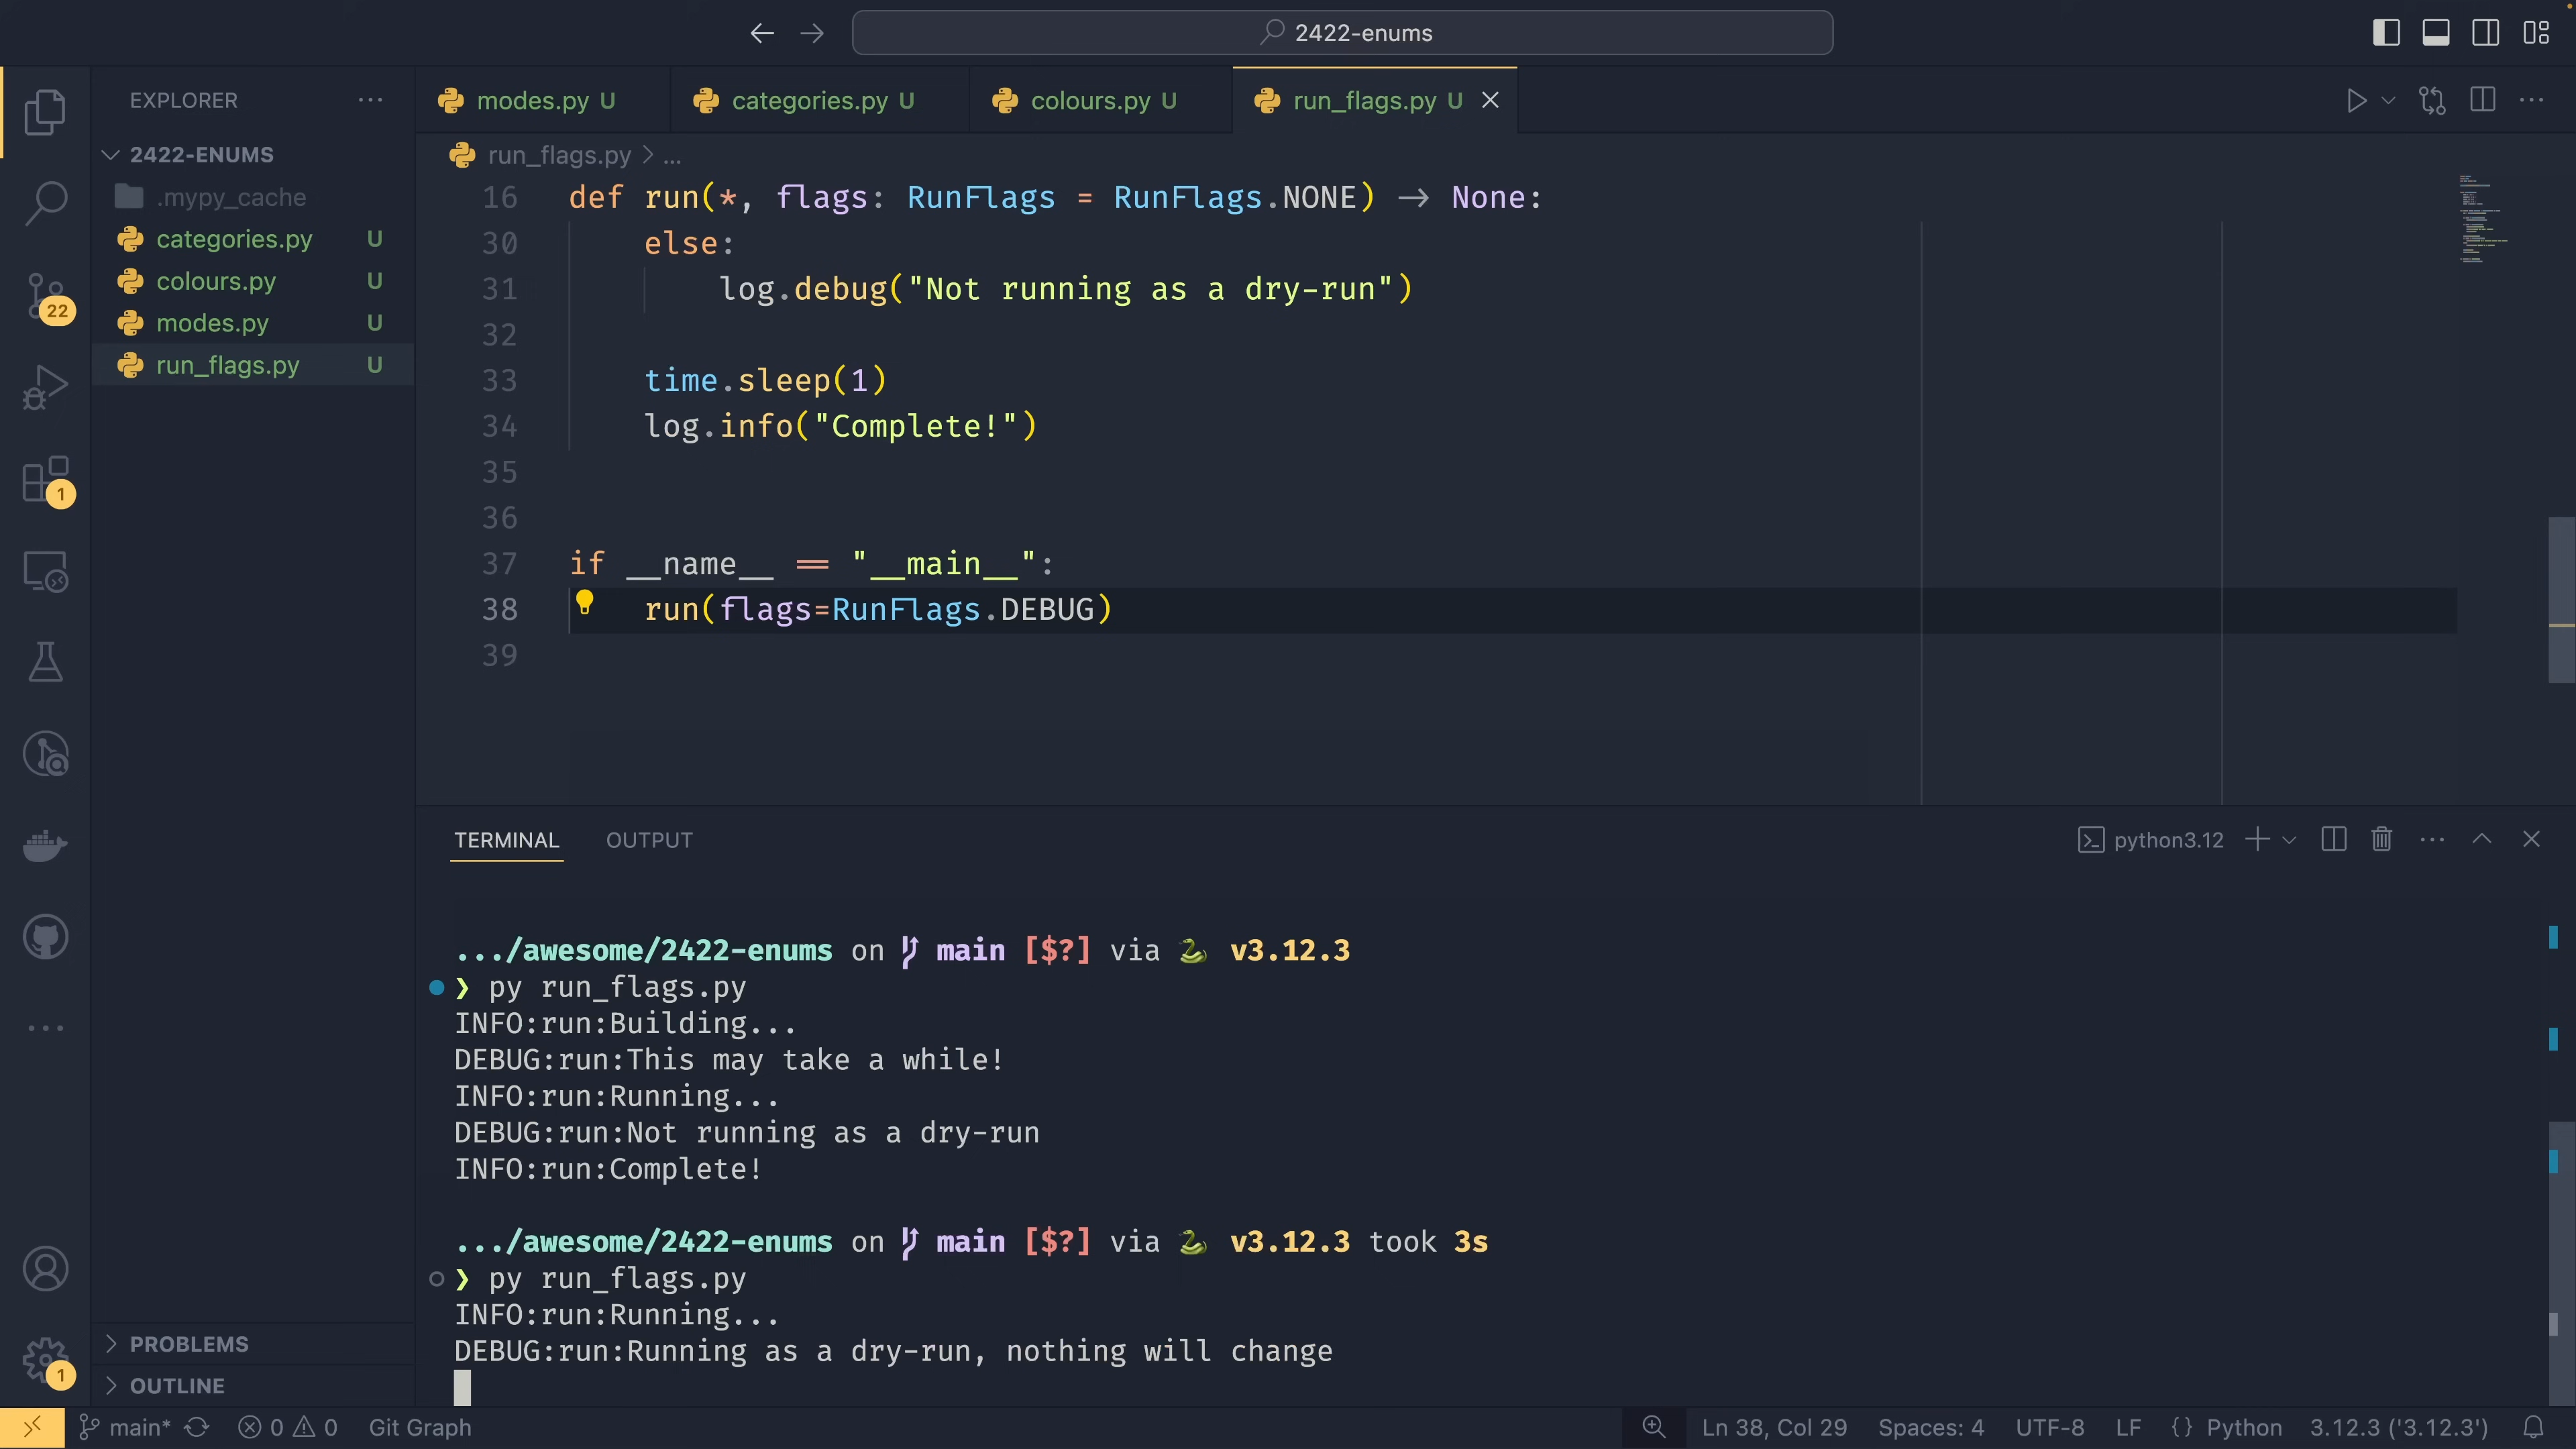 2422-enums
EXPLORER
modes.py U
categories.py U
colours.py U
run_flags.py U
2422-ENUMS
.mypy_cache
categories.py U
colours.py U
modes.py U
run_flags.py U
run_flags.py > ...
16 def run(*, flags: RunFlags = RunFlags.NONE) -> None:
30 else:
31 log.debug("Not running as a dry-run")
32
33 time.sleep(1)
34 log.info("Complete!")
35
36
37 if __name__ == "__main__":
38 run(flags=RunFlags.DEBUG)
39
22
1
TERMINAL OUTPUT
python3.12
.../awesome/2422-enums on main [$?] via v3.12.3
❯ py run_flags.py
INFO:run:Building...
DEBUG:run:This may take a while!
INFO:run:Running...
DEBUG:run:Not running as a dry-run
INFO:run:Complete!
.../awesome/2422-enums on main [$?] via v3.12.3 took 3s
❯ py run_flags.py
INFO:run:Running...
DEBUG:run:Running as a dry-run, nothing will change
PROBLEMS
OUTLINE
1
main* 0 0 Git Graph
Ln 38, Col 29 Spaces: 4 UTF-8 LF {} Python 3.12.3 ('3.12.3')